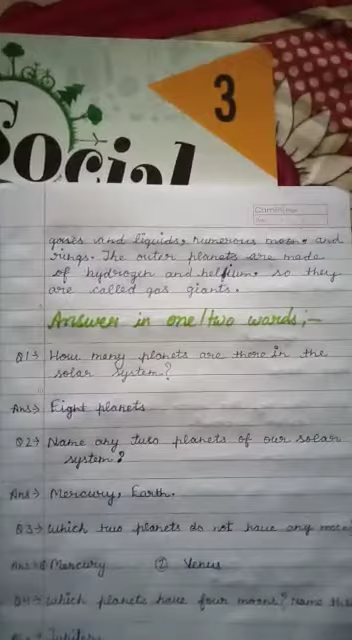 3
Social
Camlin Page
Date
gases and liquids, numerous moons and
rings. The outer planets are made
of hydrogen and helium, so they
are called gas giants.
Answer in one/two words;-
Q1→ How many planets are there in the
solar system?
Ans→ Eight planets
Q2→ Name any two planets of our solar
system?
Ans→ Mercury, Earth.
Q3→ Which two planets do not have any
Ans→① Mercury ② Venus
Q4→ Which planets have four moons? Name